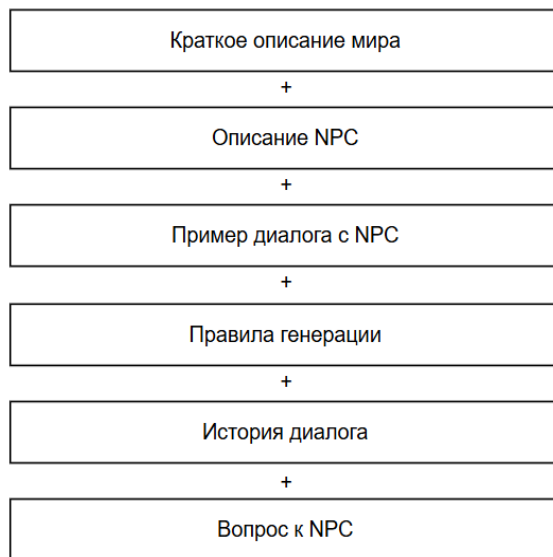 Краткое описание мира
+
Описание NPC
+
Пример диалога с NPC
+
Правила генерации
+
История диалога
+
Вопрос к NPC